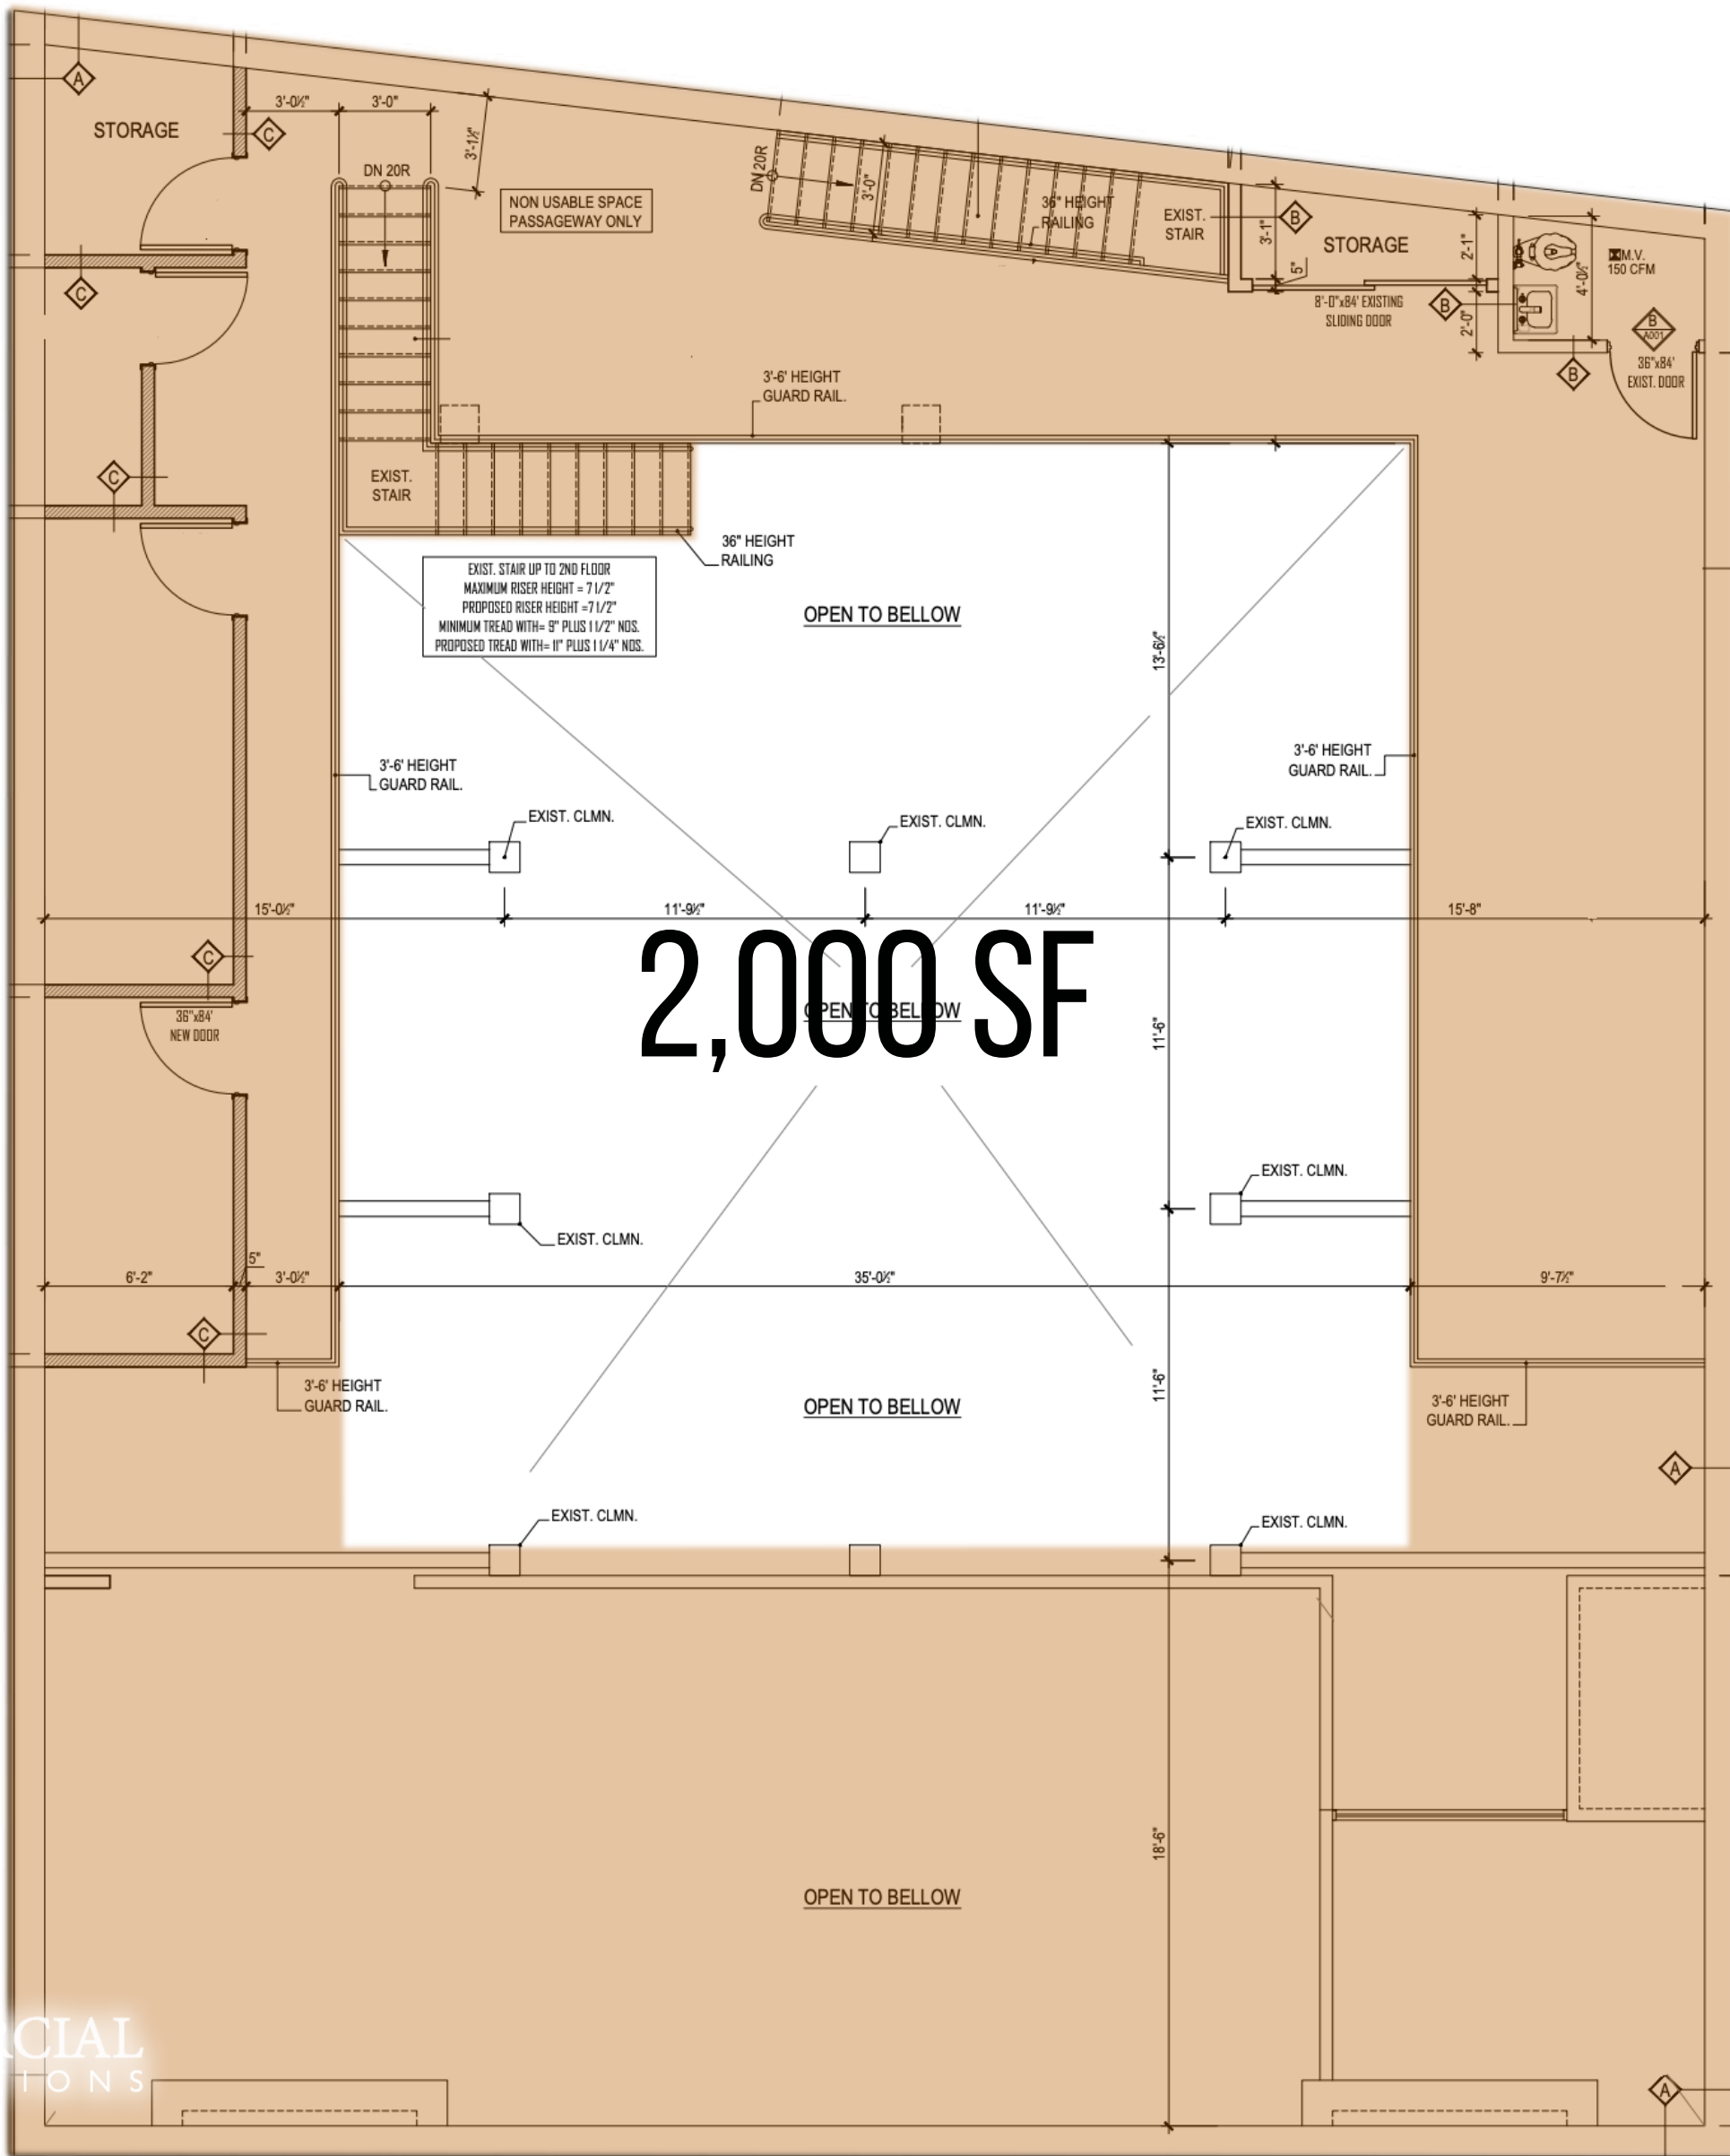 A
STORAGE
C
3'-0½"
3'-0"
3'-1½"
DN 20R
NON USABLE SPACE
PASSAGEWAY ONLY
DN 20R
3'-0"
36" HEIGHT
RAILING
EXIST.
STAIR
B
3'-1"
5"
STORAGE
8'-0"x84' EXISTING
SLIDING DOOR
2'-1"
2'-0"
B
4'-0½"
M.V.
150 CFM
B
A001
36"x84'
EXIST. DOOR
B
C
3'-6' HEIGHT
GUARD RAIL.
C
EXIST.
STAIR
36" HEIGHT
RAILING
EXIST. STAIR UP TO 2ND FLOOR
MAXIMUM RISER HEIGHT = 7 1/2"
PROPOSED RISER HEIGHT =7 1/2"
MINIMUM TREAD WITH= 9" PLUS 1 1/2" NOS.
PROPOSED TREAD WITH= 11" PLUS 1 1/4" NOS.
OPEN TO BELLOW
13'-6½"
3'-6' HEIGHT
GUARD RAIL.
3'-6' HEIGHT
GUARD RAIL.
EXIST. CLMN.
EXIST. CLMN.
EXIST. CLMN.
15'-0½"
11'-9½"
11'-9½"
15'-8"
C
2,000 SF
OPEN TO BELLOW
36"x84'
NEW DOOR
11'-6"
EXIST. CLMN.
EXIST. CLMN.
5"
6'-2"
3'-0½"
35'-0½"
9'-7½"
C
3'-6' HEIGHT
GUARD RAIL.
OPEN TO BELLOW
11'-6"
3'-6' HEIGHT
GUARD RAIL.
A
EXIST. CLMN.
EXIST. CLMN.
18'-6"
OPEN TO BELLOW
RCIAL
TIONS
A